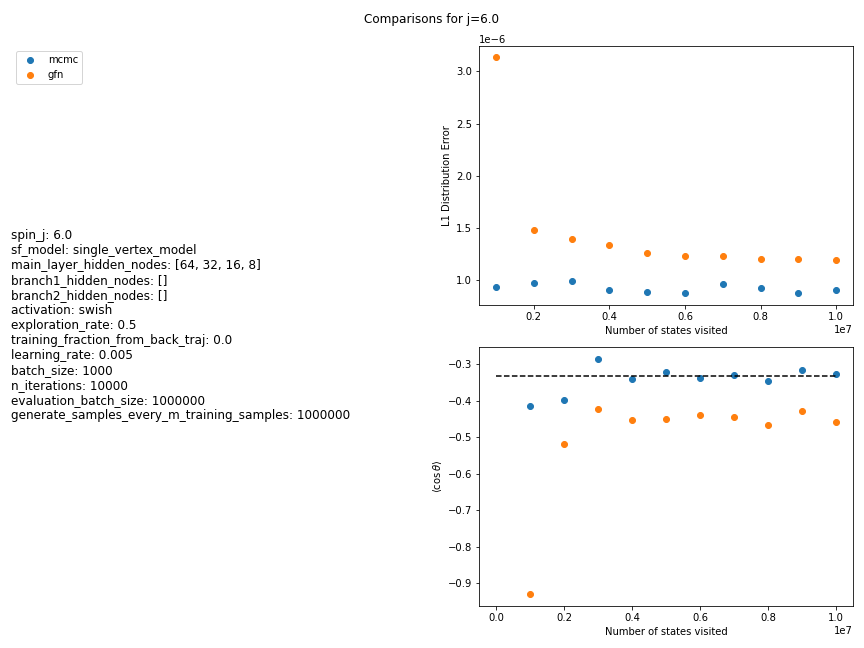 Comparisons for j=6.0
mcmc
gfn
spin_j: 6.0
sf_model: single_vertex_model
main_layer_hidden_nodes: [64, 32, 16, 8]
branch1_hidden_nodes: []
branch2_hidden_nodes: []
activation: swish
exploration_rate: 0.5
training_fraction_from_back_traj: 0.0
learning_rate: 0.005
batch_size: 1000
n_iterations: 10000
evaluation_batch_size: 1000000
generate_samples_every_m_training_samples: 1000000
1e−6
3.0
2.5
2.0
1.5
1.0
L1 Distribution Error
0.2 0.4 0.6 0.8 1.0
1e7
Number of states visited
−0.3
−0.4
−0.5
−0.6
−0.7
−0.8
−0.9
⟨cos θ⟩
0.0 0.2 0.4 0.6 0.8 1.0
1e7
Number of states visited